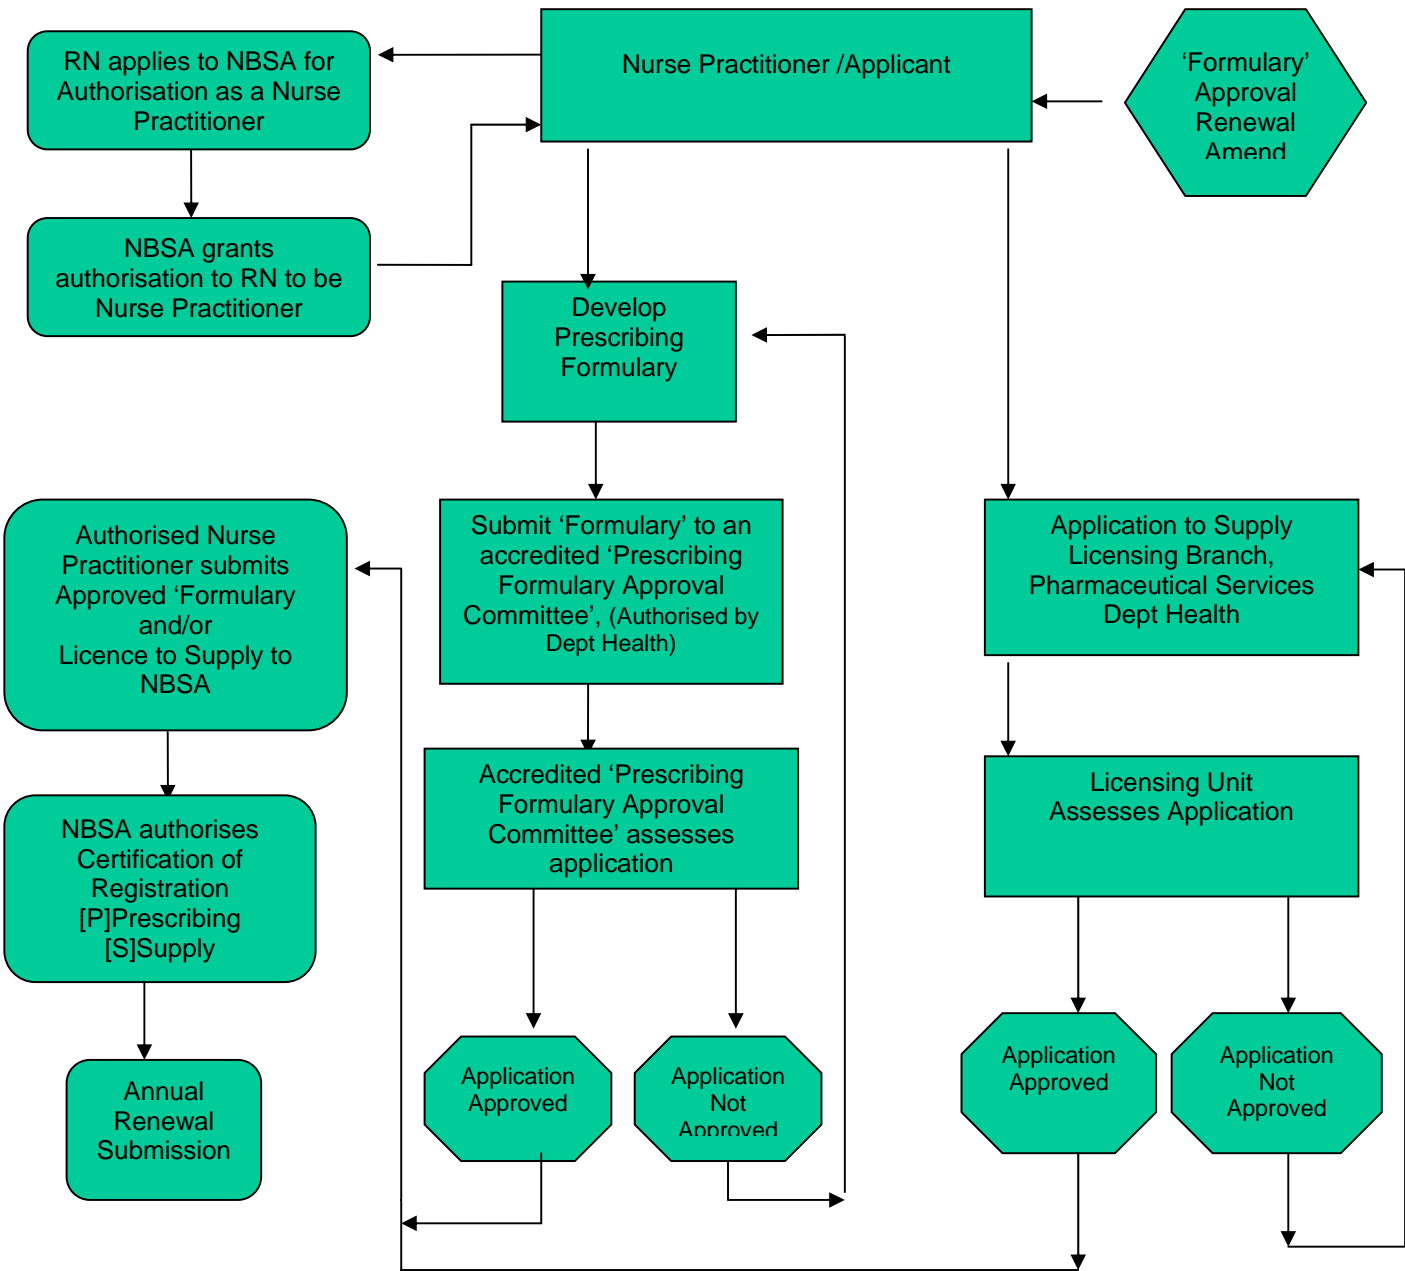 RN applies to NBSA for
Authorisation as a Nurse
Practitioner
Nurse Practitioner /Applicant
‘Formulary’
Approval
Renewal
Amend
NBSA grants
authorisation to RN to be
Nurse Practitioner
Develop
Prescribing
Formulary
Authorised Nurse
Practitioner submits
Approved ‘Formulary
and/or
Licence to Supply to
NBSA
Submit ‘Formulary’ to an
accredited ‘Prescribing
Formulary Approval
Committee’, (Authorised by
Dept Health)
Application to Supply
Licensing Branch,
Pharmaceutical Services
Dept Health
Accredited ‘Prescribing
Formulary Approval
Committee’ assesses
application
Licensing Unit
Assesses Application
NBSA authorises
Certification of
Registration
[P]Prescribing
[S]Supply
Application
Approved
Application
Not
Approved
Application
Approved
Application
Not
Approved
Annual
Renewal
Submission